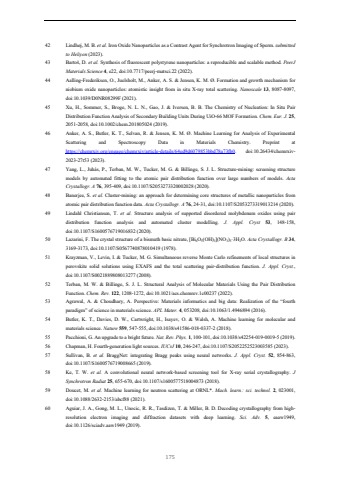 42 Lindhoj, M. B. et al. Iron Oxide Nanoparticles as a Contrast Agent for Synchrotron Imaging of Sperm. submitted
to Heliyon (2023).
43 Bertel, D. et al. Synthesis of fluorescent polystyrene nanoparticles: a reproducible and scalable method. PeerJ
Materials Science 4, e22, doi:10.7717/peerj-matsci.22 (2022).
44 Aalling-Frederiksen, O., Juelsholt, M., Anker, A. S. & Jensen, K. M. Ø. Formation and growth mechanism for
niobium oxide nanoparticles: atomistic insight from in situ X-ray total scattering. Nanoscale 13, 8087-8097,
doi:10.1039/D0NR08299F (2021).
45 Xu, H., Sommer, S., Broge, N. L. N., Gao, J. & Iversen, B. B. The Chemistry of Nucleation: In Situ Pair
Distribution Function Analysis of Secondary Building Units During UiO-66 MOF Formation. Chem. Eur. J. 25,
2051-2058, doi:10.1002/chem.201805024 (2019).
46 Anker, A. S., Butler, K. T., Selvan, R. & Jensen, K. M. Ø. Machine Learning for Analysis of Experimental
Scattering and Spectroscopy Data in Materials Chemistry. Preprint at
doi:10.26434/chemrxiv-
2023-27t53 (2023).
47 Yang, L., Juhás, P., Terban, M. W., Tucker, M. G. & Billinge, S. J. L. Structure-mining: screening structure
models by automated fitting to the atomic pair distribution function over large numbers of models. Acta
Crystallogr. A 76, 395-409, doi:10.1107/S2053273320002028 (2020).
48 Banerjee, S. et al. Cluster-mining: an approach for determining core structures of metallic nanoparticles from
atomic pair distribution function data. Acta Crystallogr. A 76, 24-31, doi:10.1107/S2053273319013214 (2020).
49 Lindahl Christiansen, T. et al. Structure analysis of supported disordered molybdenum oxides using pair
distribution function analysis and automated cluster modelling. J. Appl. Cryst. 53, 148-158,
doi:10.1107/S1600576719016832 (2020).
50 Lazarini, F. The crystal structure of a bismuth basic nitrate, [Bi6O5(OH)3](NO3)5·3H2O. Acta Crystallogr. B 34,
3169-3173, doi:10.1107/S0567740878010419 (1978).
51 Krayzman, V., Levin, I. & Tucker, M. G. Simultaneous reverse Monte Carlo refinements of local structures in
perovskite solid solutions using EXAFS and the total scattering pair-distribution function. J. Appl. Cryst.,
doi:10.1107/S0021889808013277 (2008).
52 Terban, M. W. & Billinge, S. J. L. Structural Analysis of Molecular Materials Using the Pair Distribution
Function. Chem. Rev. 122, 1208-1272, doi:10.1021/acs.chemrev.1c00237 (2022).
53 Agrawal, A. & Choudhary, A. Perspective: Materials informatics and big data: Realization of the "fourth
paradigm" of science in materials science. APL Mater. 4, 053208, doi:10.1063/1.4946894 (2016).
54 Butler, K. T., Davies, D. W., Cartwright, H., Isayev, O. & Walsh, A. Machine learning for molecular and
materials science. Nature 559, 547-555, doi:10.1038/s41586-018-0337-2 (2018).
55 Pacchioni, G. An upgrade to a bright future. Nat. Rev. Phys. 1, 100-101, doi:10.1038/s42254-019-0019-5 (2019).
56 Chapman, H. Fourth-generation light sources. IUCrJ 10, 246-247, doi:10.1107/S2052252523003585 (2023).
57 Sullivan, B. et al. BraggNet: integrating Bragg peaks using neural networks. J. Appl. Cryst. 52, 854-863,
doi:10.1107/S1600576719008665 (2019).
58 Ke, T. W. et al. A convolutional neural network-based screening tool for X-ray serial crystallography. J
Synchrotron Radiat 25, 655-670, doi:10.1107/s1600577518004873 (2018).
59 Doucet, M. et al. Machine learning for neutron scattering at ORNL*. Mach. learn.: sci. technol. 2, 023001,
doi:10.1088/2632-2153/abcf88 (2021).
60 Aguiar, J. A., Gong, M. L., Unocic, R. R., Tasdizen, T. & Miller, B. D. Decoding crystallography from high-
resolution electron imaging and diffraction datasets with deep learning. Sci. Adv. 5, aaaw1949,
doi:10.1126/sciadv.aaw1949 (2019).
175